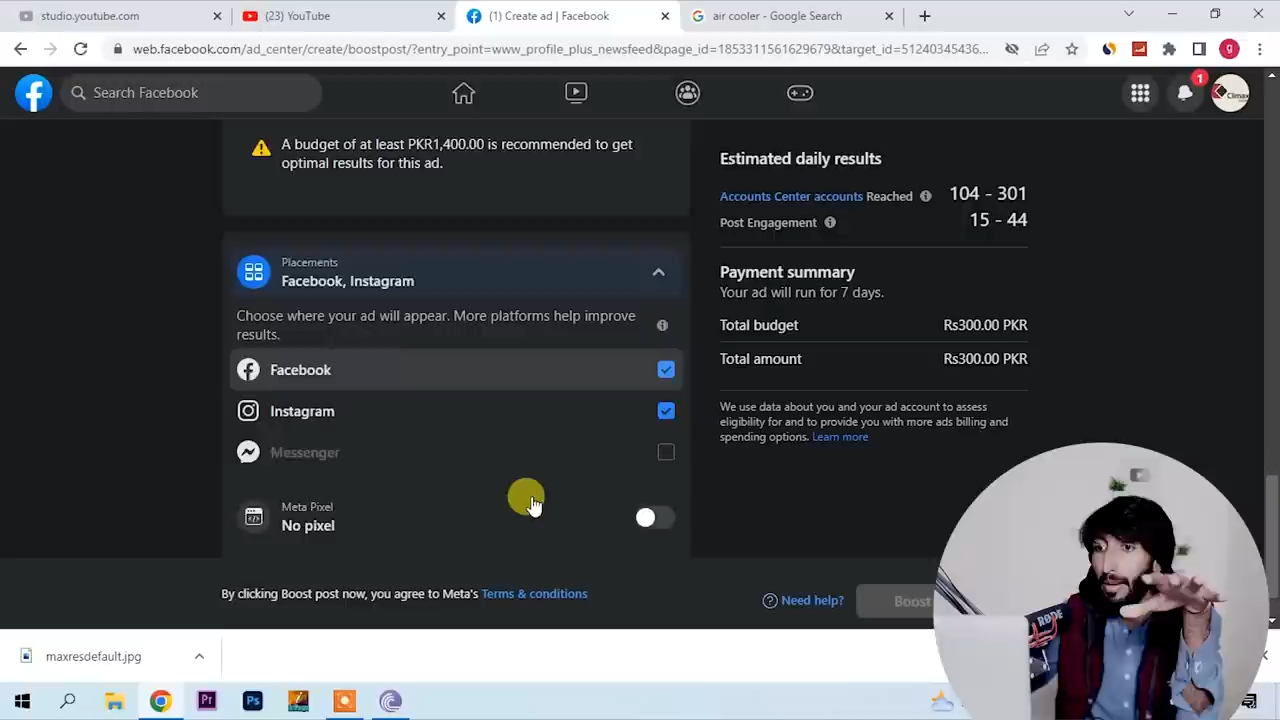 studio.youtube.com
(23) YouTube
(1) Create ad | Facebook
air cooler - Google Search
web.facebook.com/ad_center/create/boostpost/?entry_point=www_profile_plus_newsfeed&page_id=1853311561629679&target_id=51240345436...
g
Search Facebook
1
Climax
A budget of at least PKR1,400.00 is recommended to get
optimal results for this ad.
Estimated daily results
Accounts Center accounts Reached
104 - 301
Post Engagement
15 - 44
Placements
Facebook, Instagram
Payment summary
Your ad will run for 7 days.
Choose where your ad will appear. More platforms help improve
results.
Total budget
Rs300.00 PKR
Total amount
Rs300.00 PKR
Facebook
Instagram
Messenger
We use data about you and your ad account to assess
eligibility for and to provide you with more ads billing and
spending options. Learn more
Meta Pixel
No pixel
By clicking Boost post now, you agree to Meta's Terms & conditions
Need help?
Boost
RØDE
maxresdefault.jpg
Pr
Ps